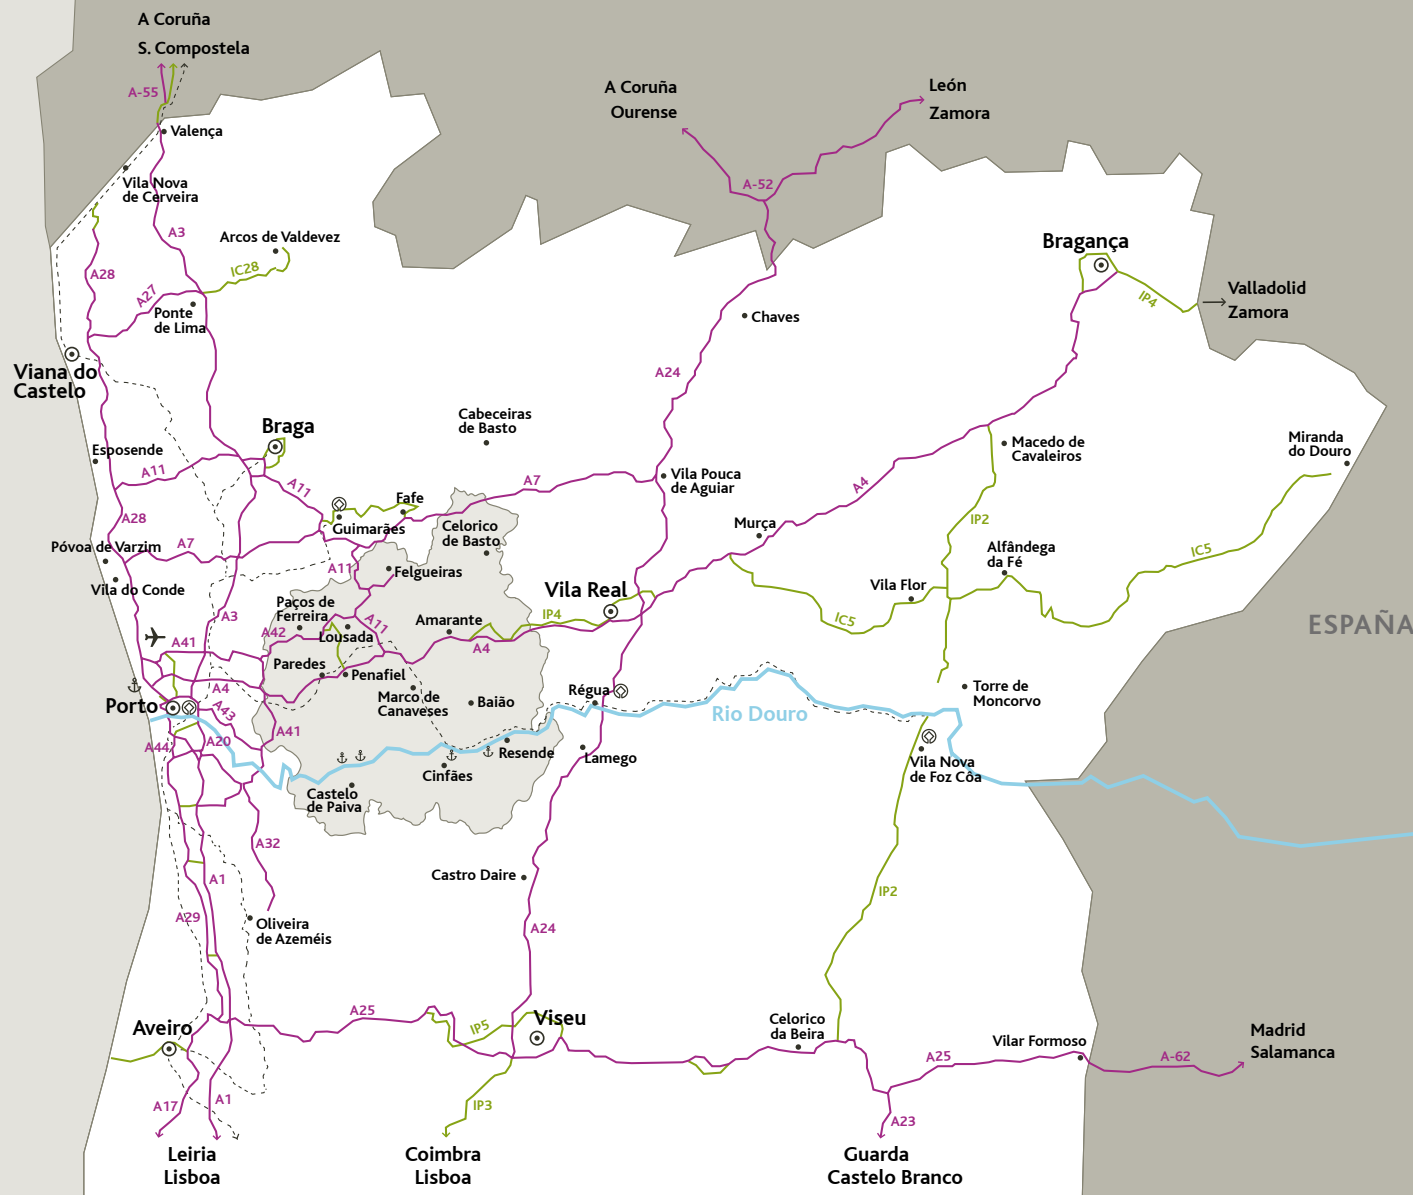 A Coruña
S. Compostela
A-55
Valença
Vila Nova
de Cerveira
A3
Arcos de Valdevez
IC28
A28
A27
Ponte
de Lima
Viana do
Castelo
A Coruña
Ourense
León
Zamora
A-52
Bragança
IP4
Valladolid
Zamora
Chaves
A24
Braga
Cabeceiras
de Basto
Esposende
A11
A11
A28
Póvoa de Varzim
A7
Vila do Conde
Guimarães
Fafe
A7
Celorico
de Basto
Vila Pouca
de Aguiar
Murça
A4
Macedo de
Cavaleiros
Miranda
do Douro
IP2
Alfândega
da Fé
IC5
Vila Flor
IC5
ESPAÑA
A11
Felgueiras
Vila Real
IP4
A3
Paços de
Ferreira
A42
Lousada
A11
Amarante
A4
A41
Paredes
Penafiel
A4
Marco de
Canaveses
Baião
Régua
Rio Douro
Torre de
Moncorvo
Porto
A43
A41
A44
A20
Resende
Lamego
Cinfães
Castelo
de Paiva
Vila Nova
de Foz Côa
A32
A1
Castro Daire
IP2
A29
Oliveira
de Azeméis
A24
A25
Aveiro
IP5
Viseu
Celorico
da Beira
Vilar Formoso
A25
A-62
Madrid
Salamanca
A17
A1
IP3
A23
Leiria
Lisboa
Coimbra
Lisboa
Guarda
Castelo Branco